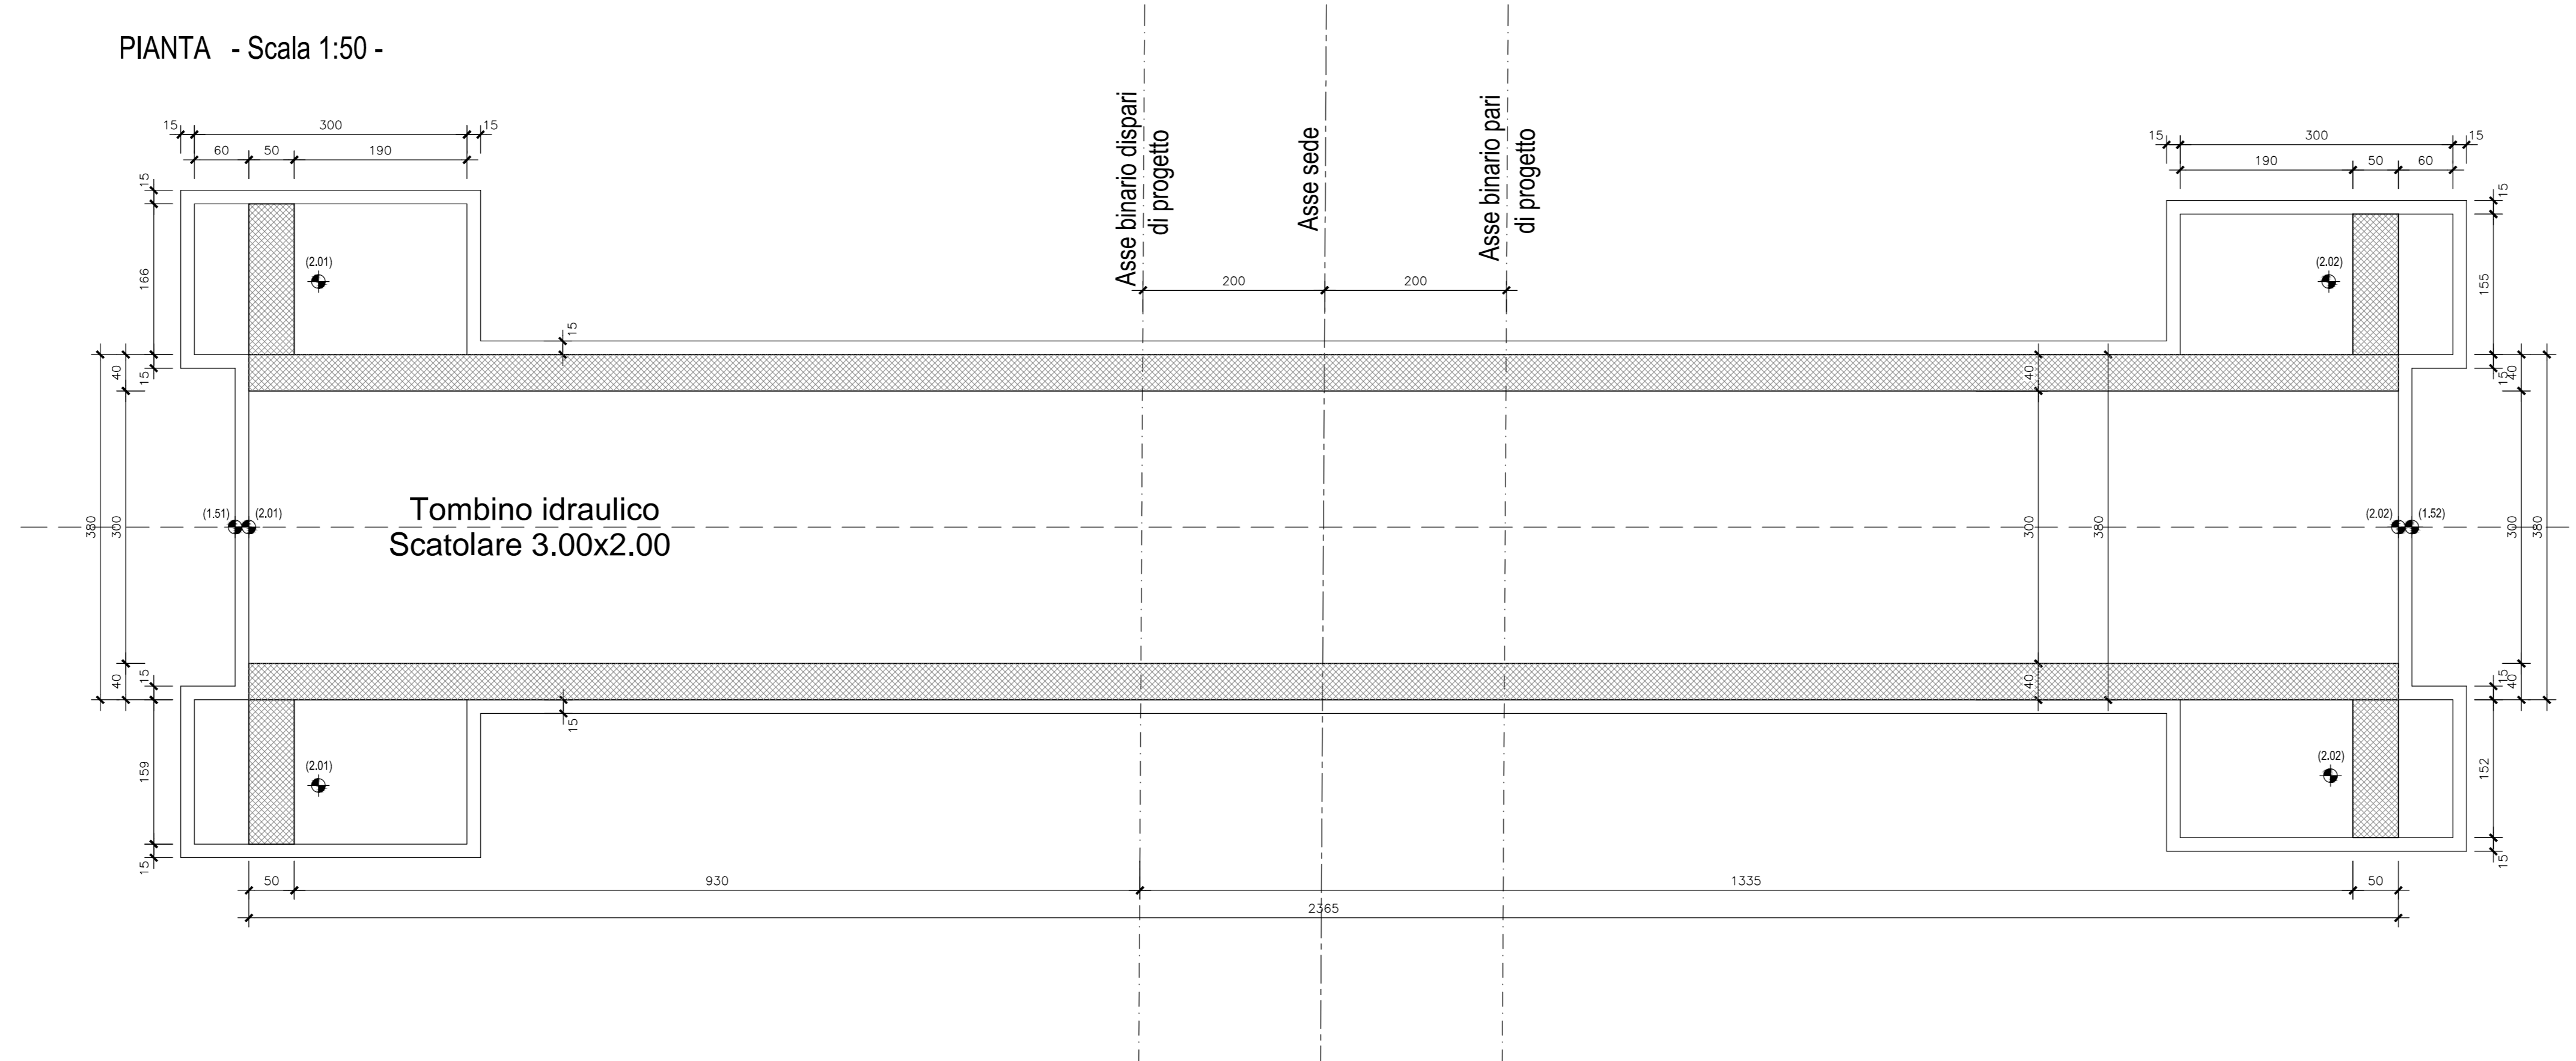 PIANTA - Scala 1:50 -
15 300 15
60 50 190
15
166
15
40
300
380
40
15
159
15
(2.01)
15
Asse binario dispari
di progetto
Asse sede
Asse binario pari
di progetto
200 200
15 300 15
190 50 60
15
155
15
40
(2.02)
40
300
380
40
(1.51) (2.01)
Tombino idraulico
Scatolare 3.00x2.00
(2.02) (1.52)
300
380
15
40
152
15
(2.01)
15
(2.02)
50 930 1335 50
2365